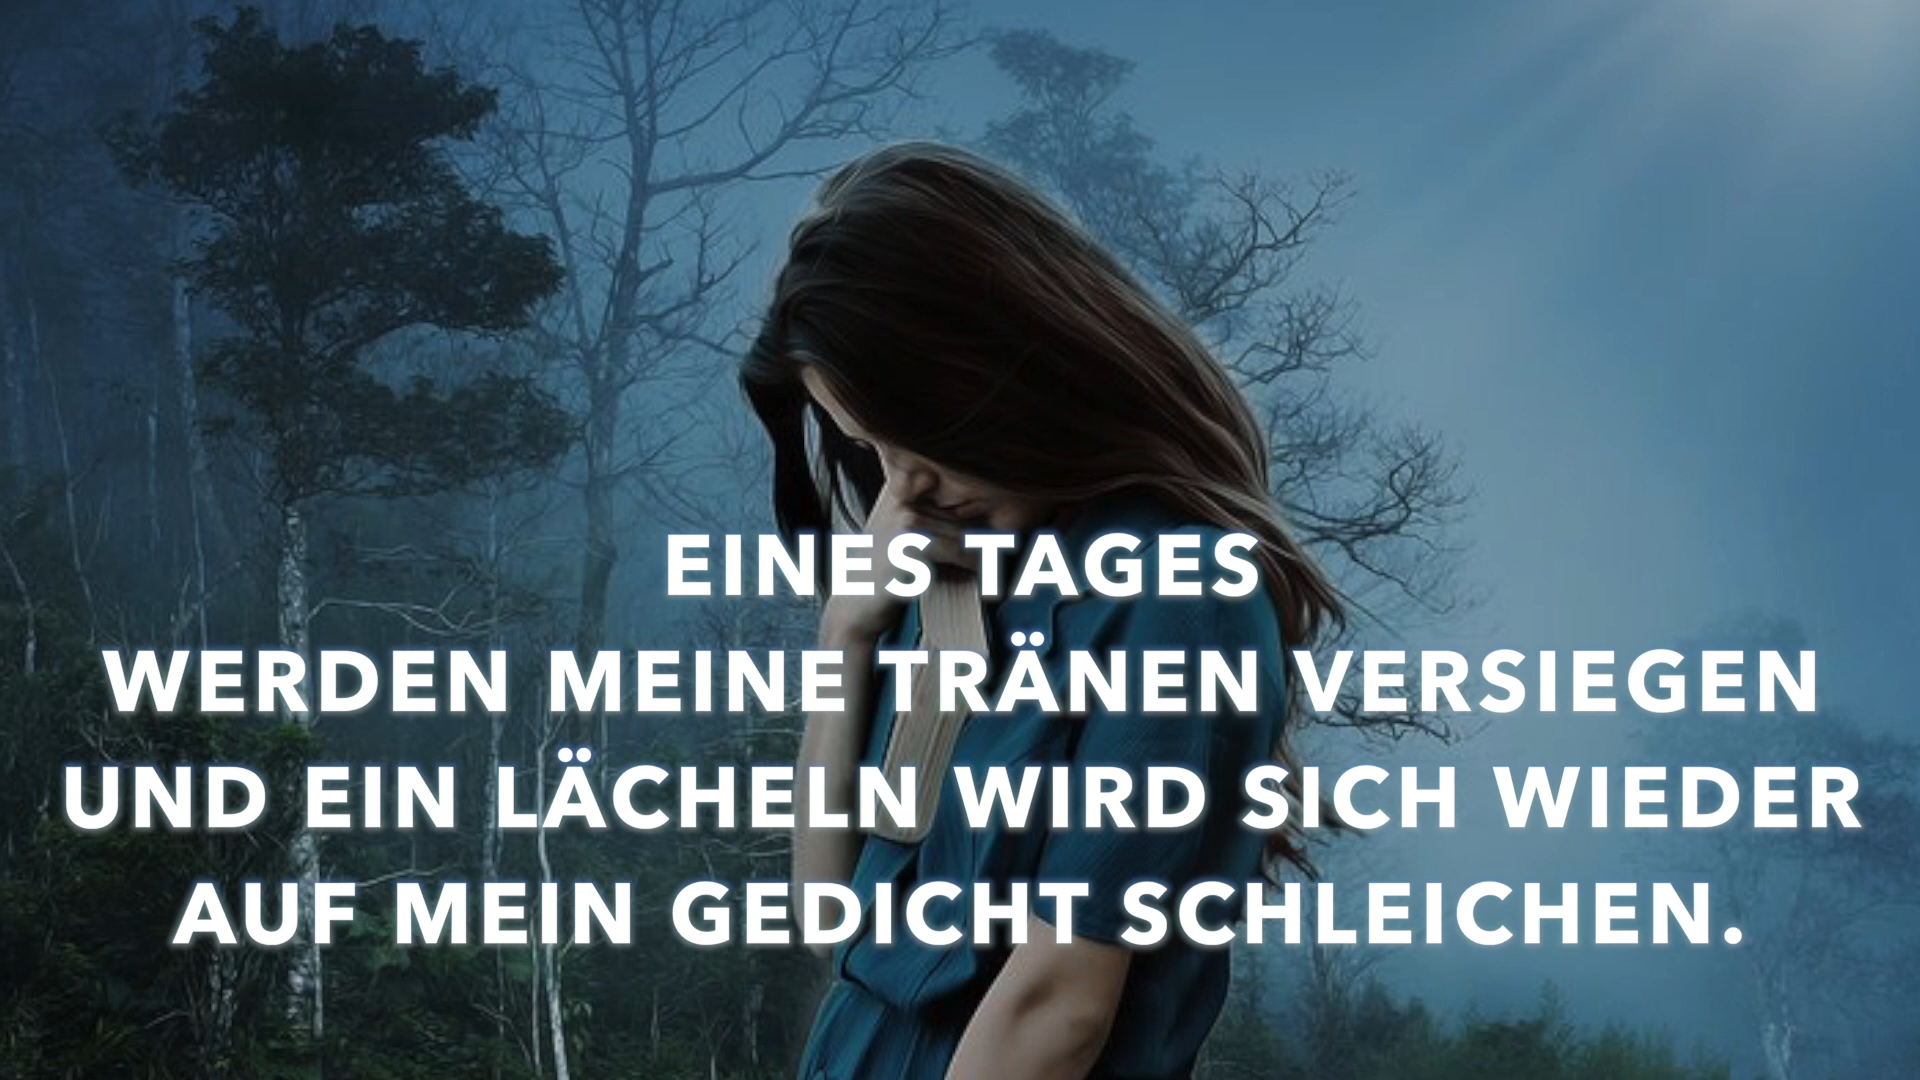 EINES TAGES
WERDEN MEINE TRÄNEN VERSIEGEN
UND EIN LÄCHELN WIRD SICH WIEDER
AUF MEIN GEDICHT SCHLEICHEN.